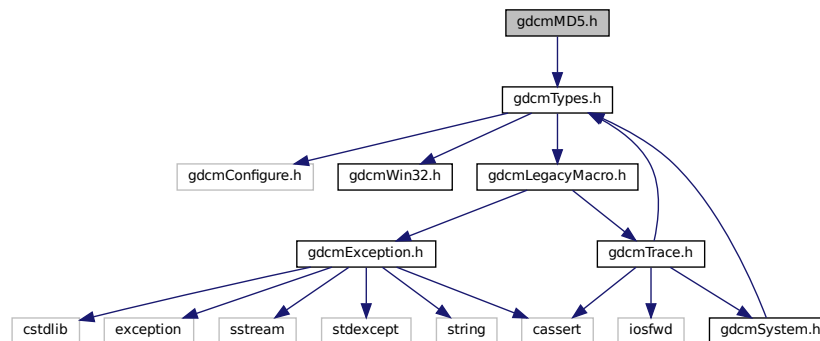 gdcmMD5.h
gdcmTypes.h
gdcmConfigure.h
gdcmWin32.h
gdcmLegacyMacro.h
gdcmException.h
gdcmTrace.h
cstdlib
exception
sstream
stdexcept
string
cassert
iosfwd
gdcmSystem.h